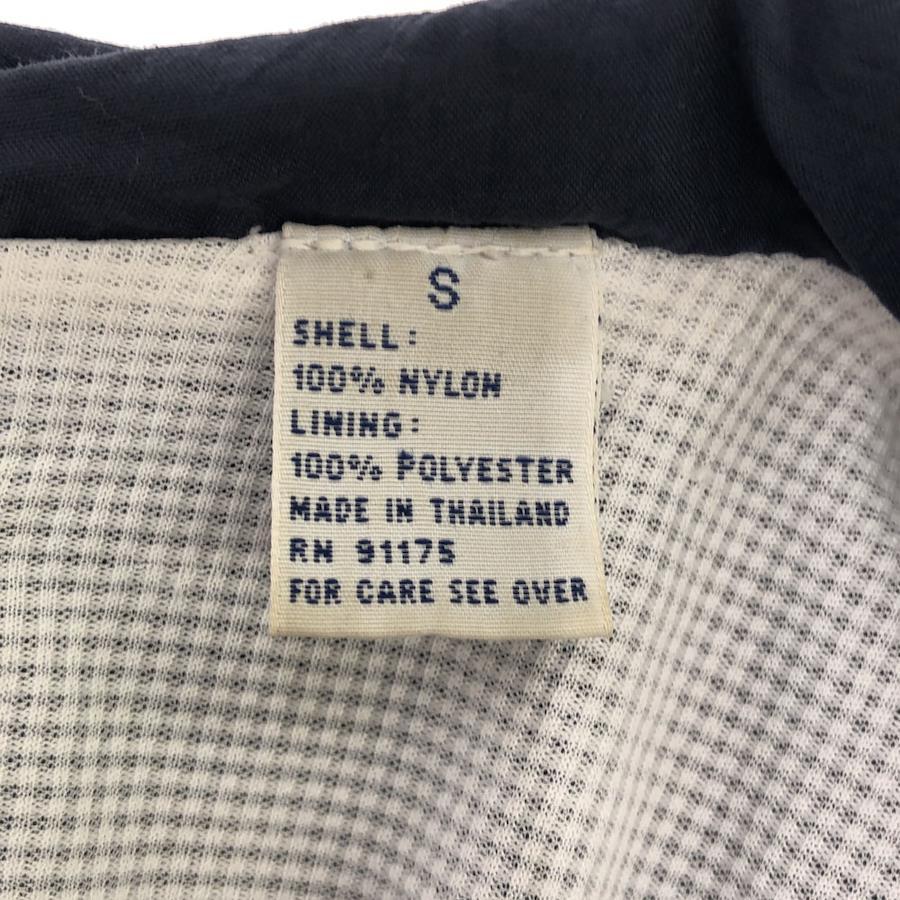 S
SHELL:
100% NYLON
LINING:
100% POLYESTER
MADE IN THAILAND
RN 91175
FOR CARE SEE OVER